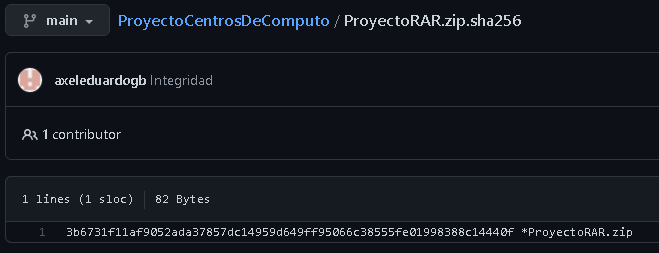 main ProyectoCentrosDeComputo / ProyectoRAR.zip.sha256
axeleduardogb Integridad
1 contributor
1 lines (1 sloc) 82 Bytes
1 3b6731f11af9052ada37857dc14959d649ff95066c38555fe01998388c14440f *ProyectoRAR.zip